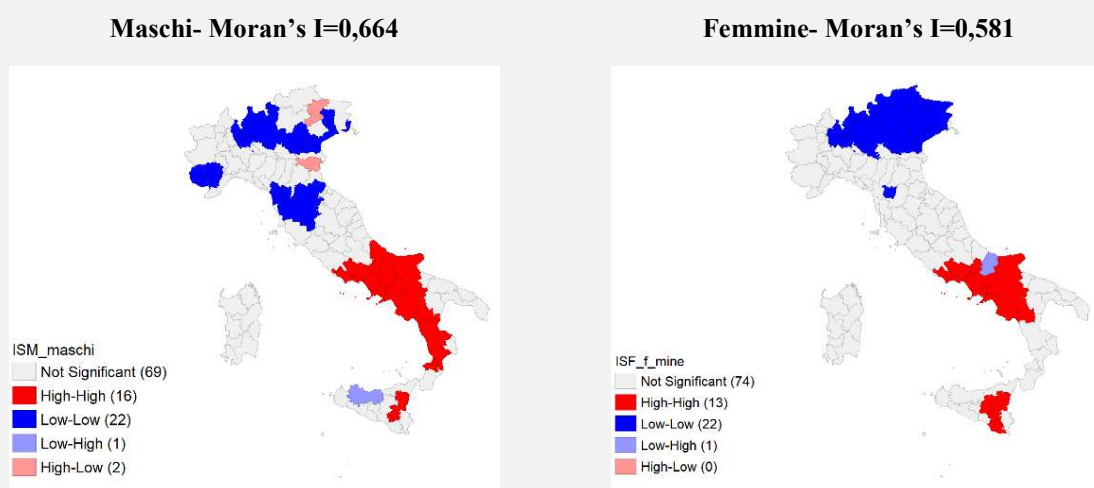 Maschi- Moran's I=0,664
Femmine- Moran's I=0,581
ISM_maschi
Not Significant (69)
High-High (16)
Low-Low (22)
Low-High (1)
High-Low (2)
ISF_f_mine
Not Significant (74)
High-High (13)
Low-Low (22)
Low-High (1)
High-Low (0)